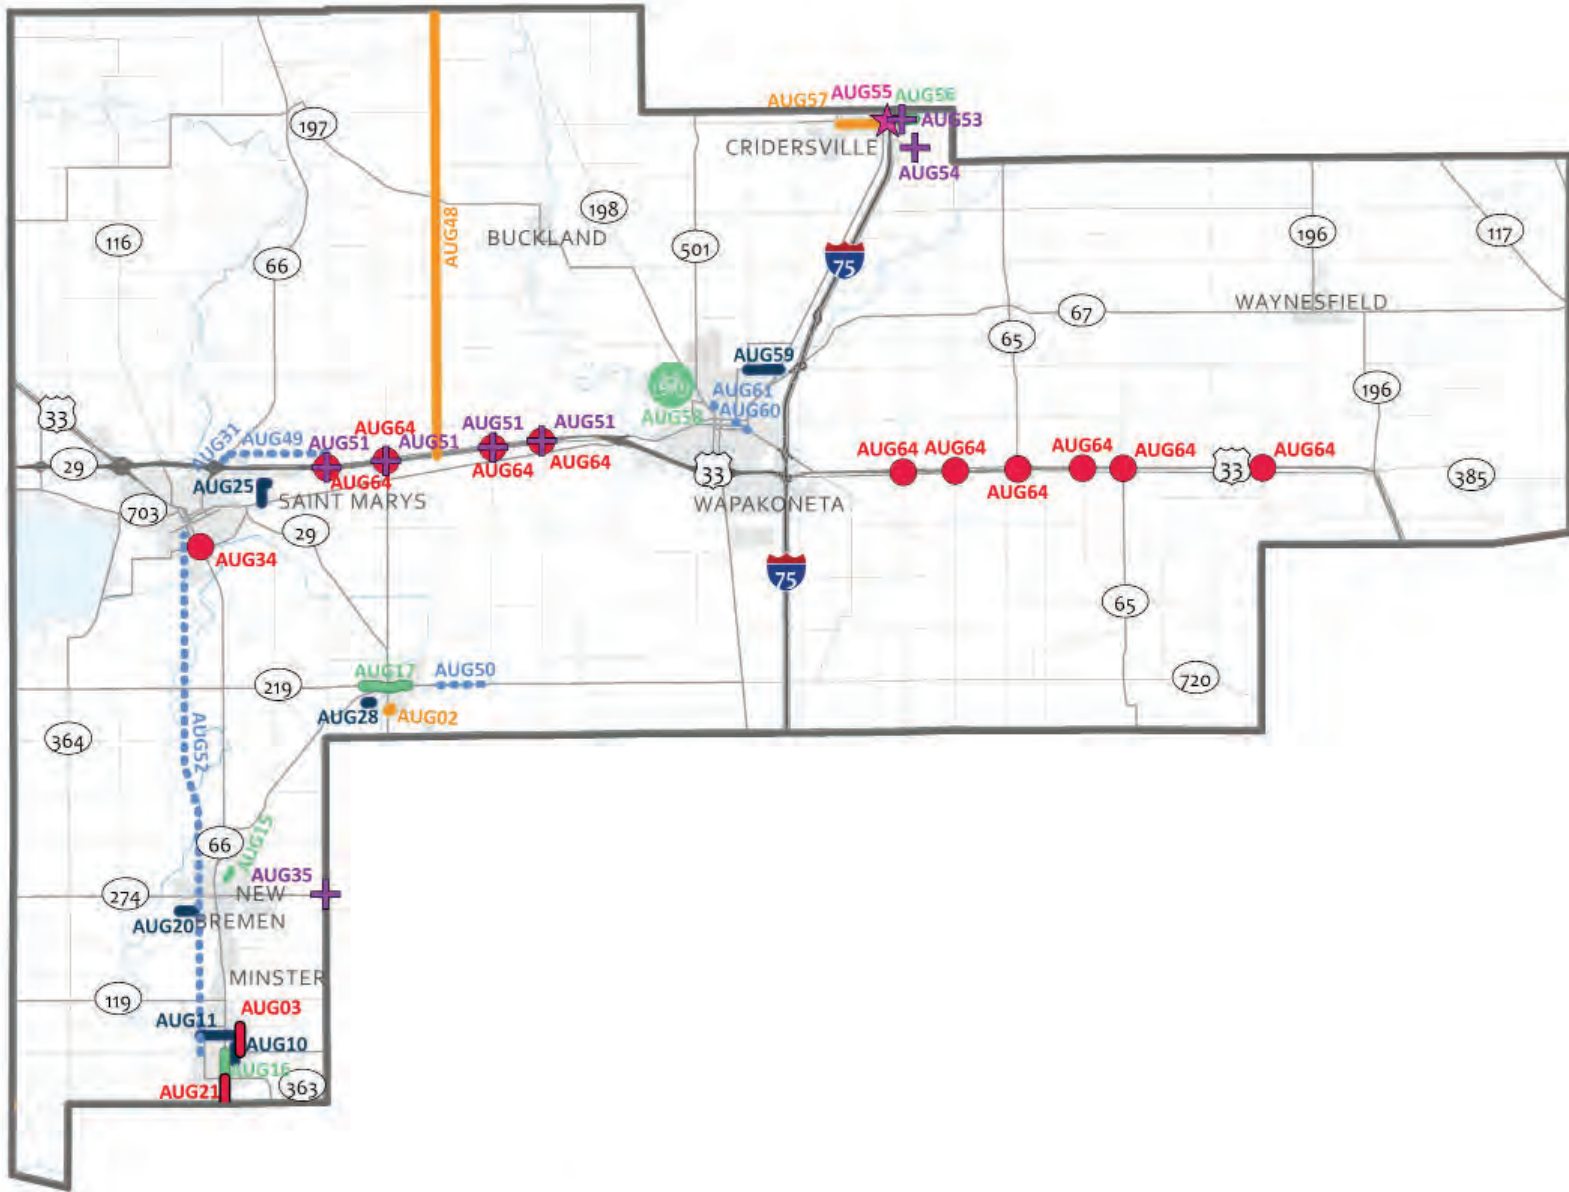 AUG57
AUG55
AUG56
AUG53
CRIDERSVILLE
AUG54
197
198
116
BUCKLAND
501
196
117
66
AUG48
75
WAYNESFIELD
67
65
AUG59
196
AUG61
AUG58
AUG60
33
AUG31
AUG49
AUG51
AUG64
AUG51
AUG51
AUG51
AUG64
AUG64
AUG64
29
AUG25
SAINT MARYS
33
WAPAKONETA
AUG64
AUG64
AUG64
AUG64
AUG64
33
AUG64
385
703
29
AUG34
75
65
AUG17
AUG50
219
720
AUG28
AUG02
364
AUG52
66
AUG15
AUG35
274
NEW
BREMEN
AUG20
MINSTER
119
AUG03
AUG11
AUG10
AUG16
AUG21
363